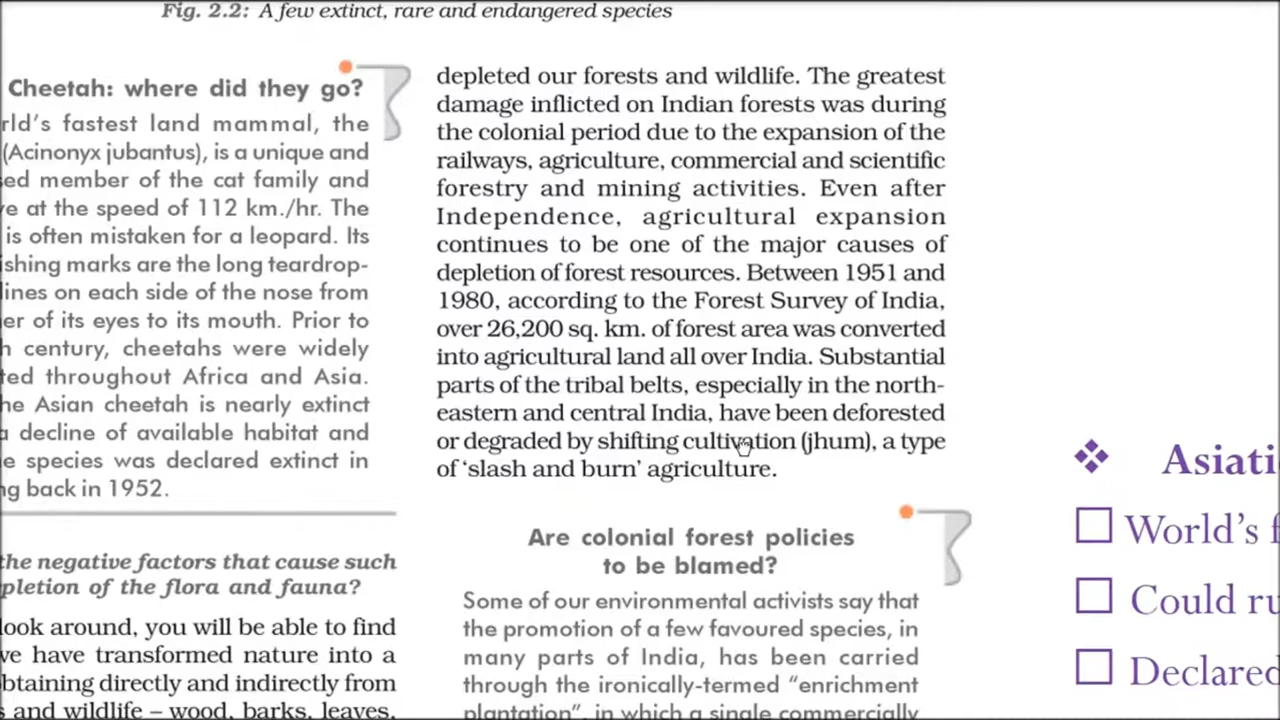 Fig. 2.2: A few extinct, rare and endangered species
Cheetah: where did they go?
rld's fastest land mammal, the
(Acinonyx jubantus), is a unique and
sed member of the cat family and
ve at the speed of 112 km./hr. The
is often mistaken for a leopard. Its
ishing marks are the long teardrop-
lines on each side of the nose from
er of its eyes to its mouth. Prior to
h century, cheetahs were widely
ted throughout Africa and Asia.
he Asian cheetah is nearly extinct
a decline of available habitat and
e species was declared extinct in
ng back in 1952.
the negative factors that cause such
pletion of the flora and fauna?
look around, you will be able to find
ve have transformed nature into a
obtaining directly and indirectly from
s and wildlife – wood, barks, leaves,
depleted our forests and wildlife. The greatest
damage inflicted on Indian forests was during
the colonial period due to the expansion of the
railways, agriculture, commercial and scientific
forestry and mining activities. Even after
Independence, agricultural expansion
continues to be one of the major causes of
depletion of forest resources. Between 1951 and
1980, according to the Forest Survey of India,
over 26,200 sq. km. of forest area was converted
into agricultural land all over India. Substantial
parts of the tribal belts, especially in the north-
eastern and central India, have been deforested
or degraded by shifting cultivation (jhum), a type
of 'slash and burn' agriculture.
Are colonial forest policies
to be blamed?
Some of our environmental activists say that
the promotion of a few favoured species, in
many parts of India, has been carried
through the ironically-termed "enrichment
plantation", in which a single commercially
❖ Asiati
☐ World's f
☐ Could ru
☐ Declared